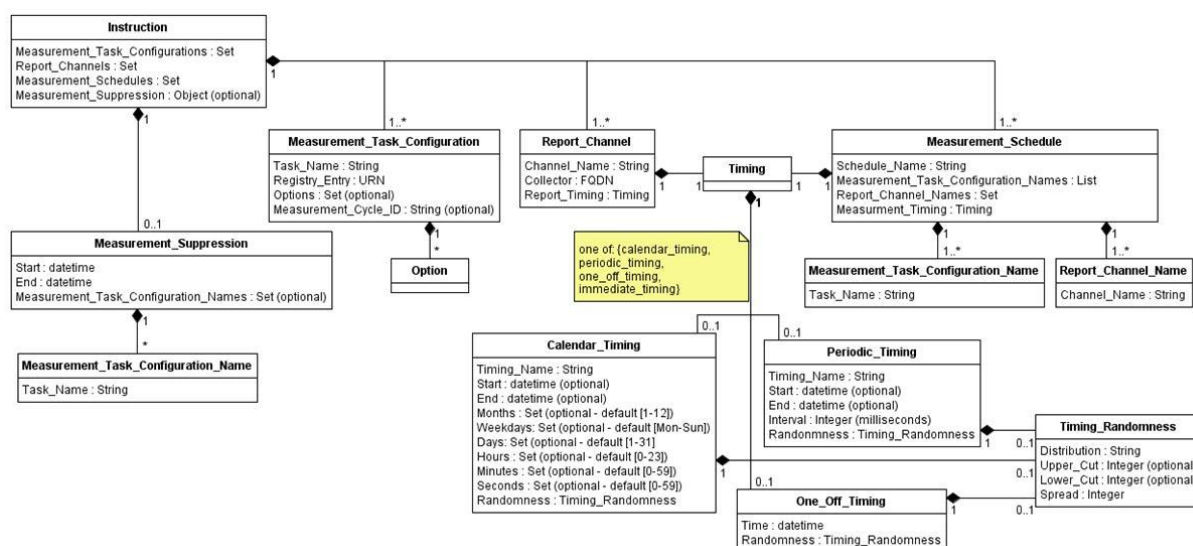 Instruction
Measurement_Task_Configurations : Set
Report_Channels : Set
Measurement_Schedules : Set
Measurement_Suppression : Object (optional)
1
1
1..*
1..*
1..*
Measurement_Task_Configuration
Task_Name : String
Registry_Entry : URN
Options : Set (optional)
Measurement_Cycle_ID : String (optional)
1
*
Option
Report_Channel
Channel_Name : String
Collector : FQDN
Report_Timing : Timing
1
1
Timing
1
1
1
Measurement_Schedule
Schedule_Name : String
Measurement_Task_Configuration_Names : List
Report_Channel_Names : Set
Measurment_Timing : Timing
1
1
1..*
1..*
Measurement_Task_Configuration_Name
Task_Name : String
Report_Channel_Name
Channel_Name : String
0..1
Measurement_Suppression
Start : datetime
End : datetime
Measurement_Task_Configuration_Names : Set (optional)
1
*
Measurement_Task_Configuration_Name
Task_Name : String
one of: {calendar_timing,
periodic_timing,
one_off_timing,
immediate_timing}
0..1
0..1
Calendar_Timing
Timing_Name : String
Start : datetime (optional)
End : datetime (optional)
Months : Set (optional - default [1-12])
Weekdays: Set (optional - default [Mon-Sun])
Days: Set (optional - default [1-31]
Hours : Set (optional - default [0-23])
Minutes : Set (optional - default [0-59])
Seconds : Set (optional - default [0-59])
Randomness : Timing_Randomness
1
Periodic_Timing
Timing_Name : String
Start : datetime (optional)
End : datetime (optional)
Interval : Integer (milliseconds)
Randonmness : Timing_Randomness
1
0..1
0..1
Timing_Randomness
Distribution : String
Upper_Cut : Integer (optional
Lower_Cut : Integer (optional
Spread : Integer
0..1
One_Off_Timing
Time : datetime
Randomness : Timing_Randomness
1
0..1